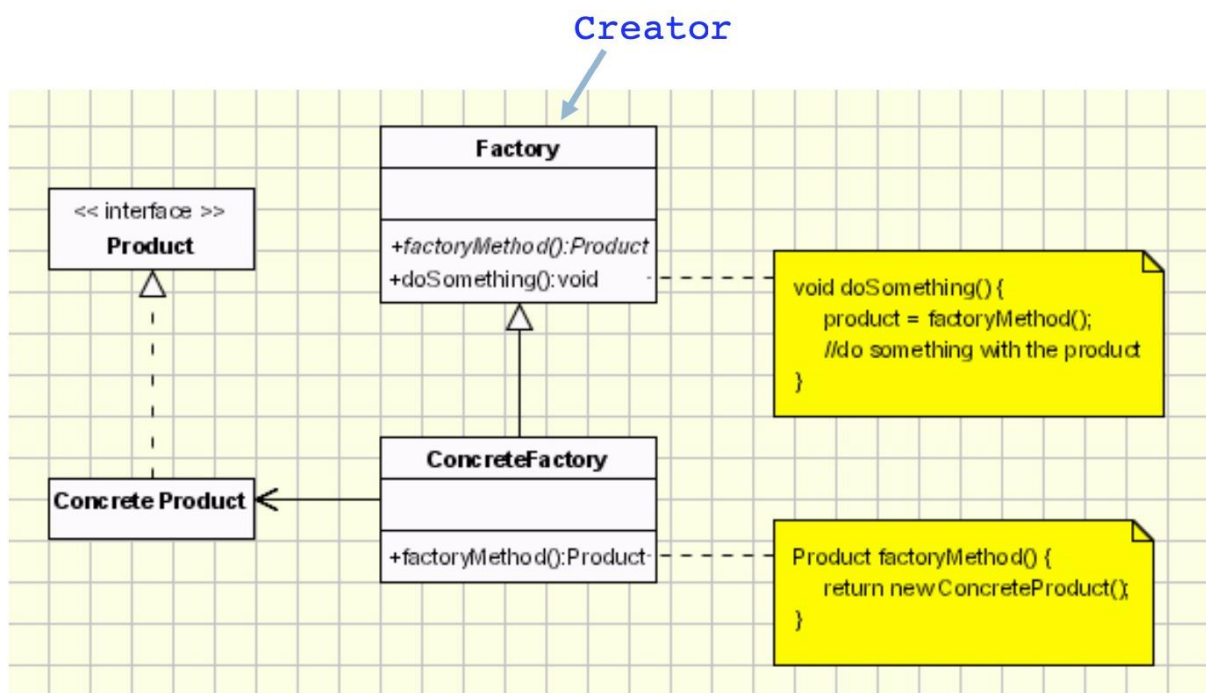 Creator
Factory
+factoryMethod():Product
+doSomething():void
<< interface >>
Product
void doSomething() {
product = factoryMethod();
//do something with the product
}
ConcreteFactory
+factoryMethod():Product
Concrete Product
Product factoryMethod() {
return new ConcreteProduct();
}